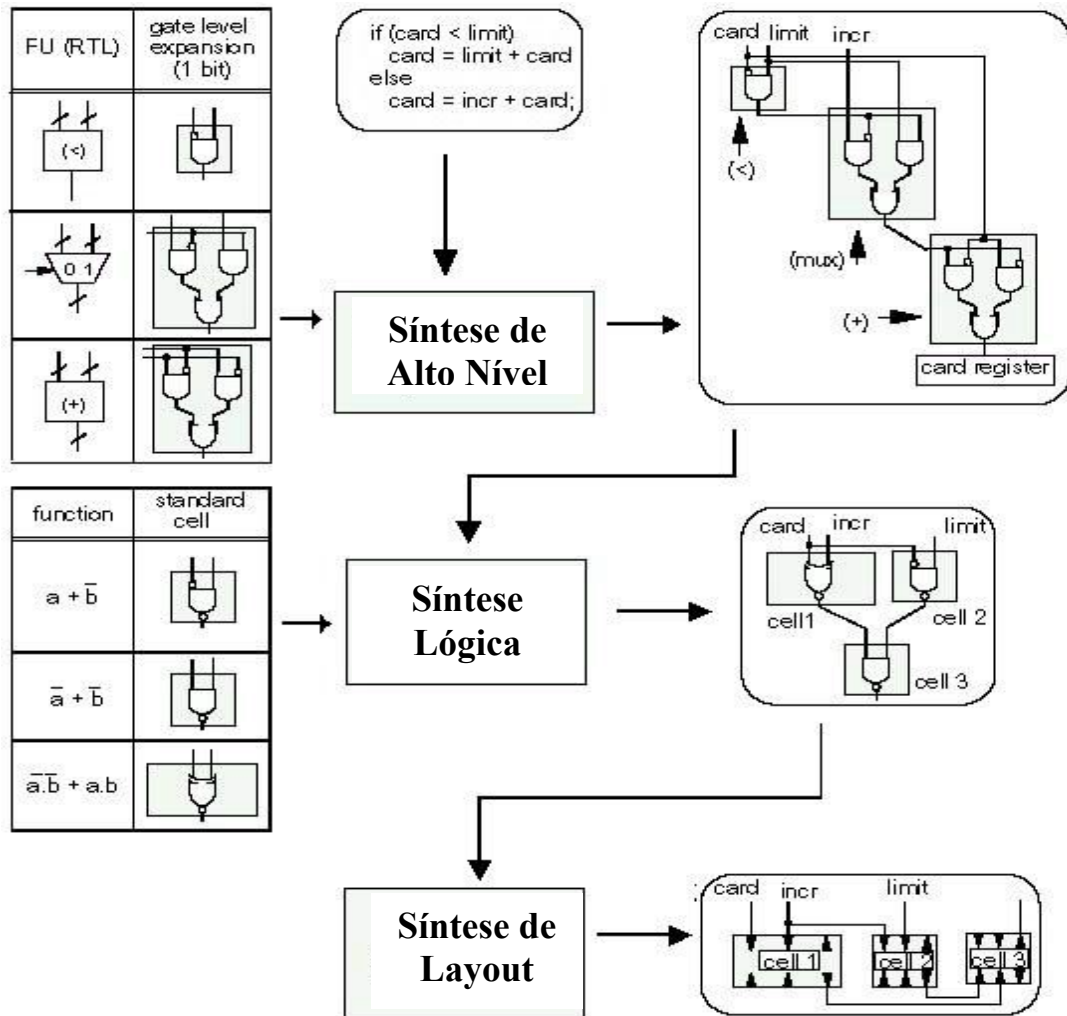 FU (RTL)
gate level
expansion
(1 bit)
(<)
0 1
(+)
if (card < limit)
card = limit + card
else
card = incr + card;
Síntese de
Alto Nível
card limit incr
(<)
(mux)
(+)
card register
function
standard
cell
a + b̅
a̅ + b̅
a̅.b̅ + a.b
Síntese
Lógica
card
incr
limit
cell1
cell 2
cell 3
Síntese de
Layout
card
incr
limit
cell 1
cell 2
cell 3